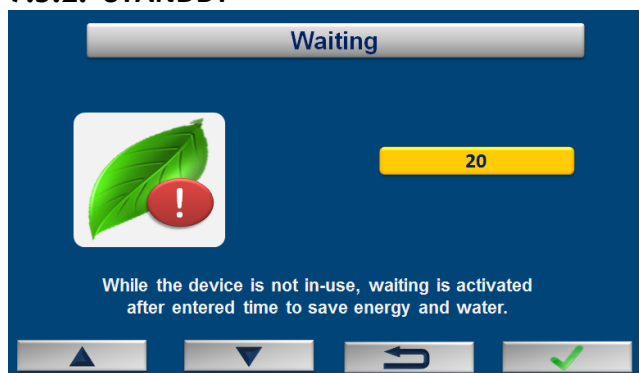 STANDBY
Waiting
20
!
While the device is not in-use, waiting is activated
after entered time to save energy and water.